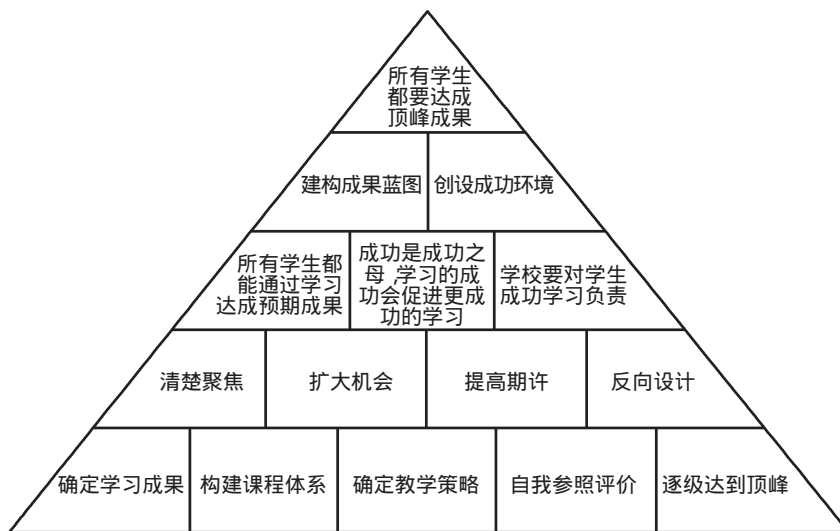 所有学生
都要达成
顶峰成果
建构成果蓝图
创设成功环境
所有学生都
能通过学习
达成预期成果
成功是成功之
母,学习的成
功会促进更成
功的学习
学校要对学生
成功学习负责
清楚聚焦
扩大机会
提高期许
反向设计
确定学习成果
构建课程体系
确定教学策略
自我参照评价
逐级达到顶峰